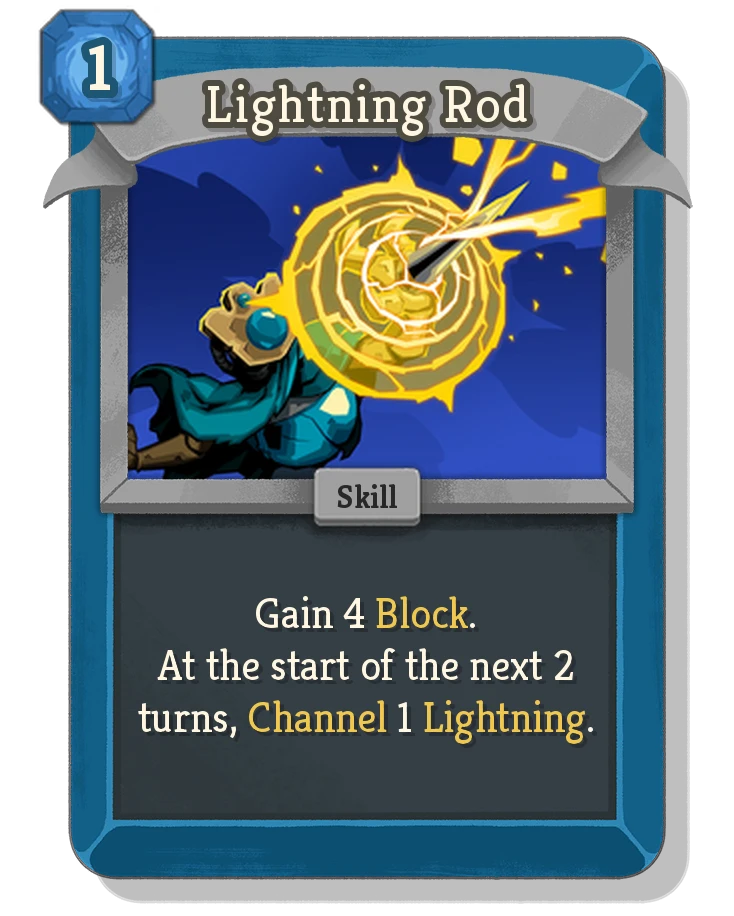 1
Lightning Rod
Skill
Gain 4 Block.
At the start of the next 2
turns, Channel 1 Lightning.